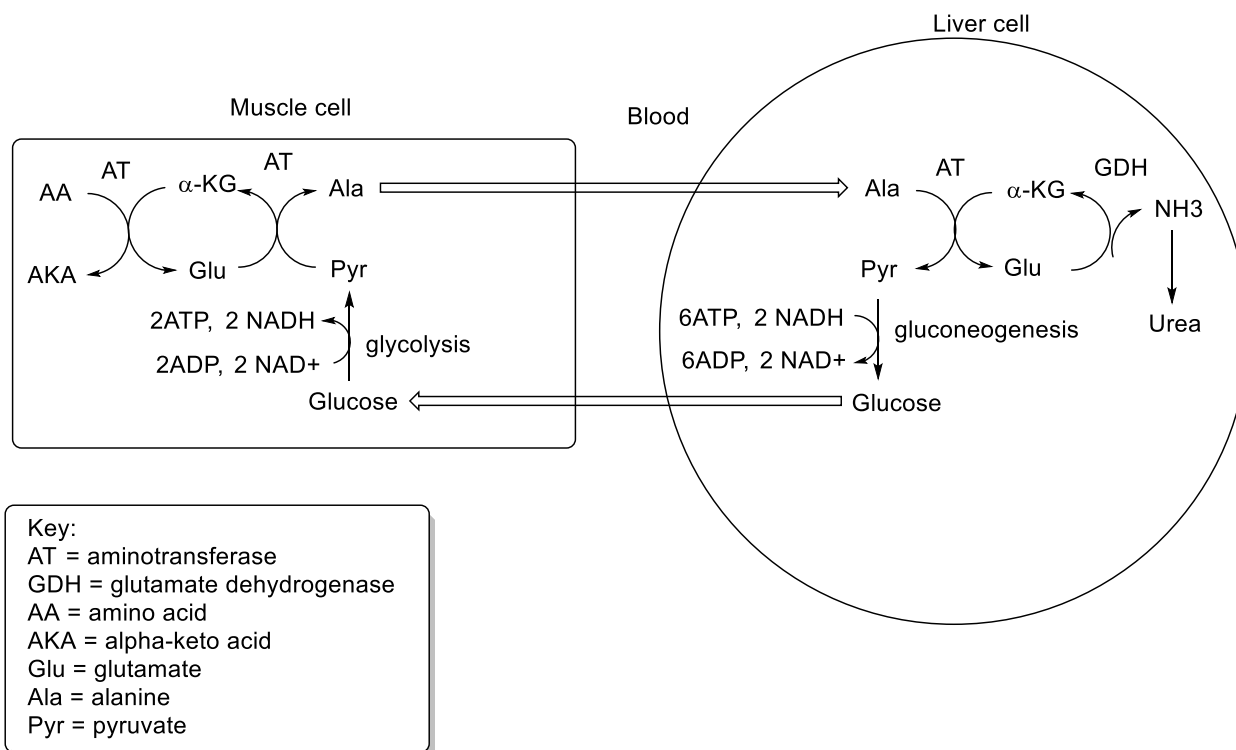 Liver cell
Muscle cell
Blood
AT
α-KG
AT
Ala
AA
AKA
Glu
Pyr
2ATP, 2 NADH
glycolysis
2ADP, 2 NAD+
Glucose
Ala
AT
α-KG
GDH
NH3
Pyr
Glu
6ATP, 2 NADH
gluconeogenesis
Urea
6ADP, 2 NAD+
Glucose
Key:
AT = aminotransferase
GDH = glutamate dehydrogenase
AA = amino acid
AKA = alpha-keto acid
Glu = glutamate
Ala = alanine
Pyr = pyruvate